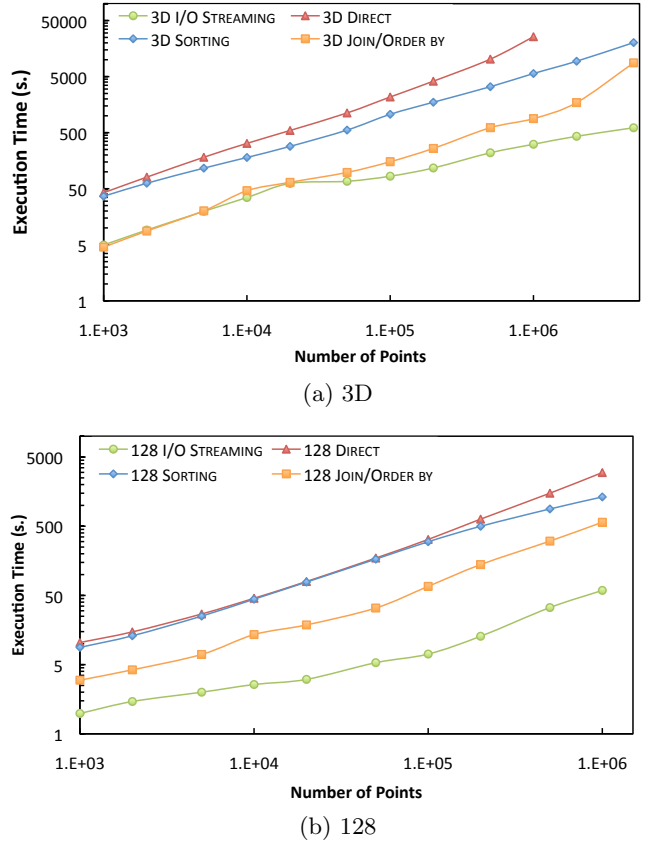 3D I/O STREAMING 3D DIRECT
3D SORTING 3D JOIN/ORDER BY
50000
5000
500
50
5
1
Execution Time (s.)
1.E+03 1.E+04 1.E+05 1.E+06
Number of Points
(a) 3D
128 I/O STREAMING 128 DIRECT
128 SORTING 128 JOIN/ORDER BY
5000
500
50
5
1
Execution Time (s.)
1.E+03 1.E+04 1.E+05 1.E+06
Number of Points
(b) 128